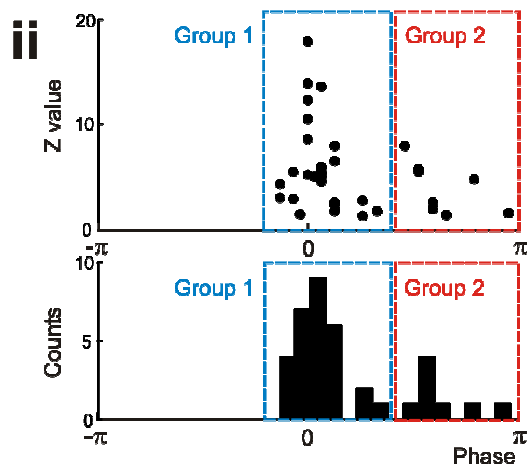 ii
20
Group 1
Group 2
Z value
10
0
-π
0
π
10
Group 1
Group 2
Counts
5
0
-π
0
π
Phase